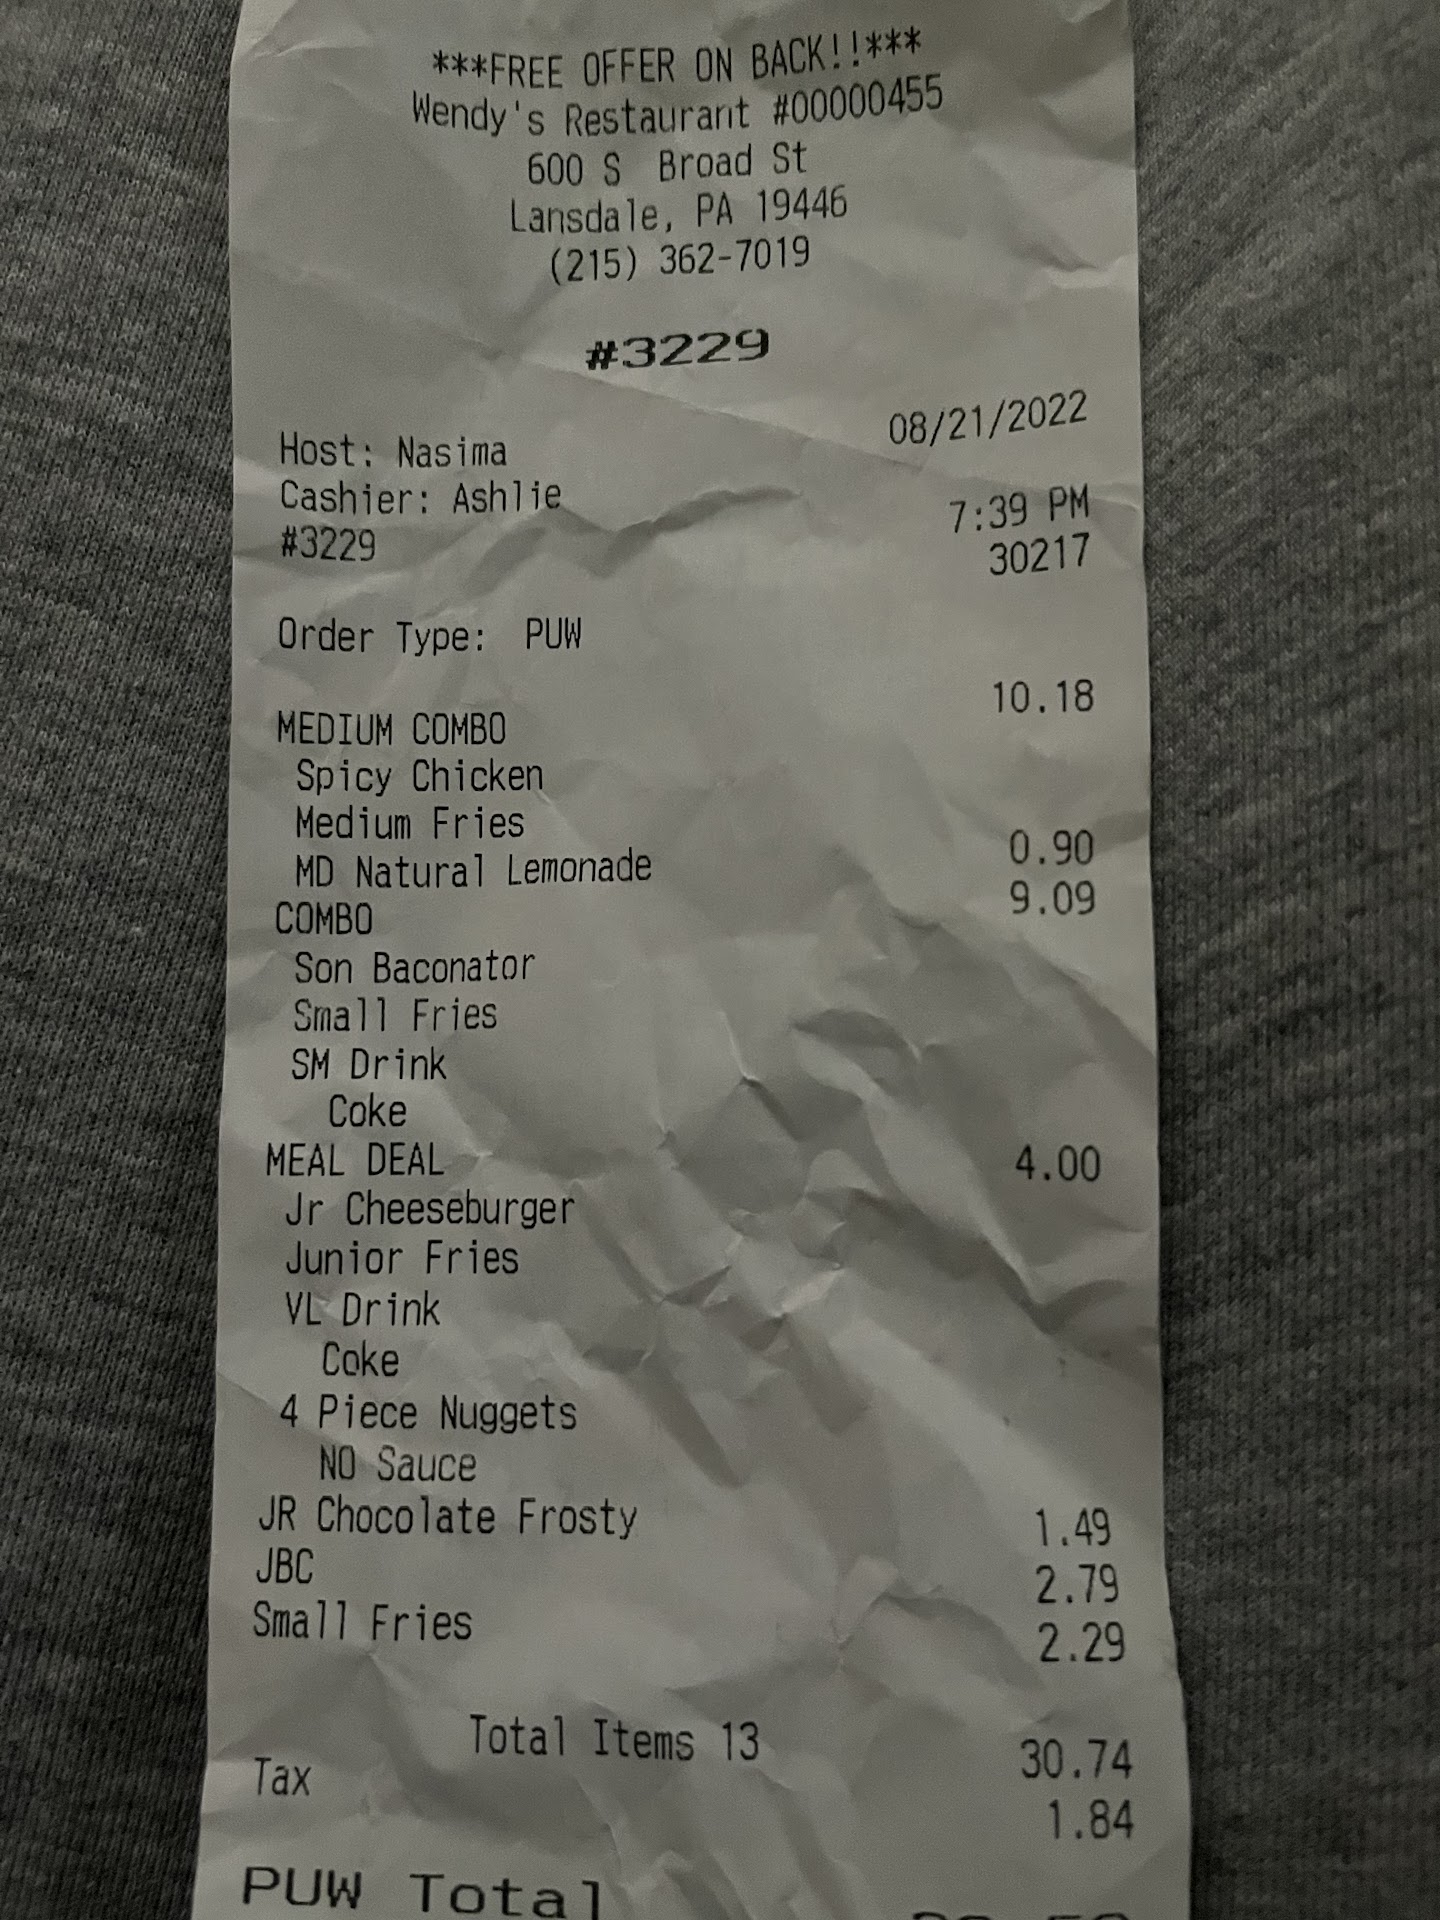 ***FREE OFFER ON BACK!!***
Wendy's Restaurant #00000455
600 S Broad St
Lansdale, PA 19446
(215) 362-7019
#3229
08/21/2022
Host: Nasima
Cashier: Ashlie 7:39 PM
#3229 30217
Order Type: PUW
MEDIUM COMBO 10.18
Spicy Chicken
Medium Fries
MD Natural Lemonade 0.90
COMBO 9.09
Son Baconator
Small Fries
SM Drink
Coke
MEAL DEAL 4.00
Jr Cheeseburger
Junior Fries
VL Drink
Coke
4 Piece Nuggets
NO Sauce
JR Chocolate Frosty 1.49
JBC 2.79
Small Fries 2.29
Total Items 13 30.74
Tax 1.84
PUW Total